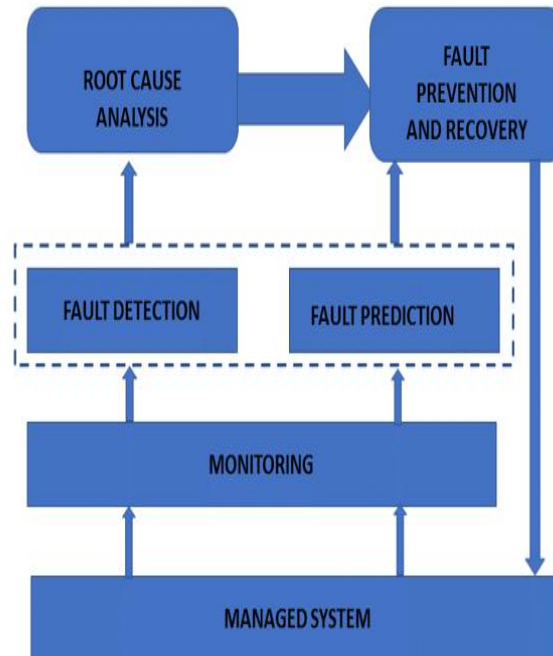 ROOT CAUSE
ANALYSIS
FAULT
PREVENTION
AND RECOVERY
FAULT DETECTION
FAULT PREDICTION
MONITORING
MANAGED SYSTEM